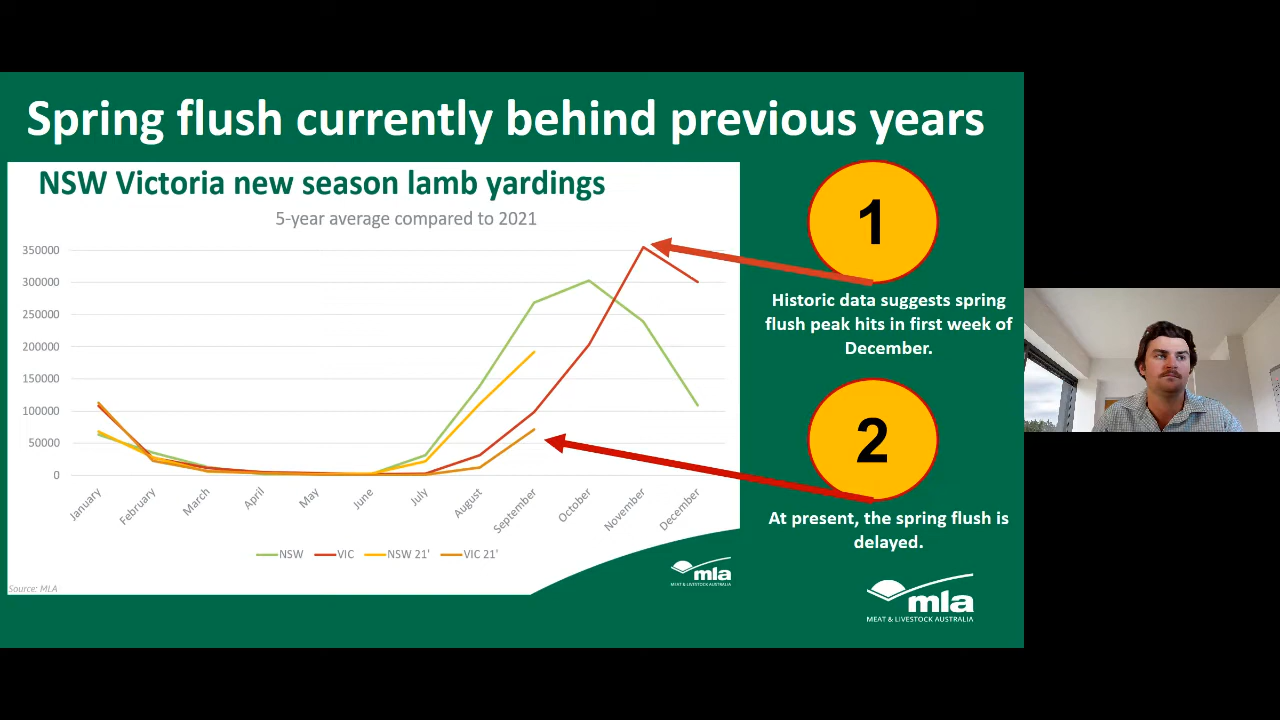 Spring flush currently behind previous years
NSW Victoria new season lamb yardings
5-year average compared to 2021
350000
300000
250000
200000
150000
100000
50000
0
January
February
March
April
May
June
July
August
September
October
November
December
NSW
VIC
NSW 21'
VIC 21'
Source: MLA
mla
MEAT & LIVESTOCK AUSTRALIA
1
Historic data suggests spring
flush peak hits in first week of
December.
2
At present, the spring flush is
delayed.
mla
MEAT & LIVESTOCK AUSTRALIA